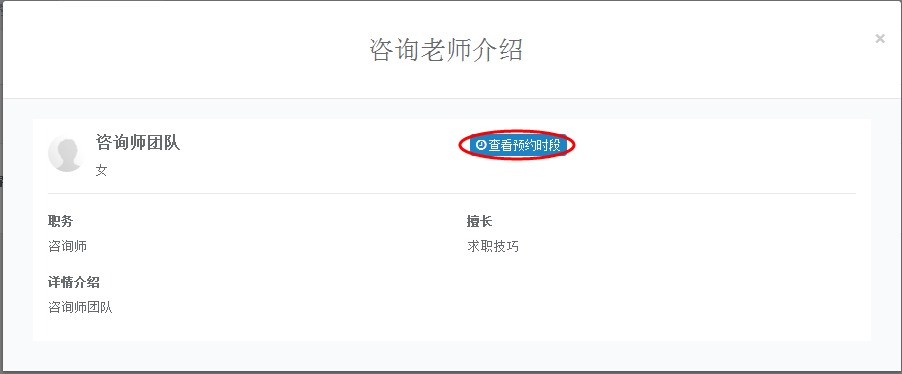 咨询老师介绍
×
咨询师团队
查看预约时段
女
职务
擅长
咨询师
求职技巧
详情介绍
咨询师团队